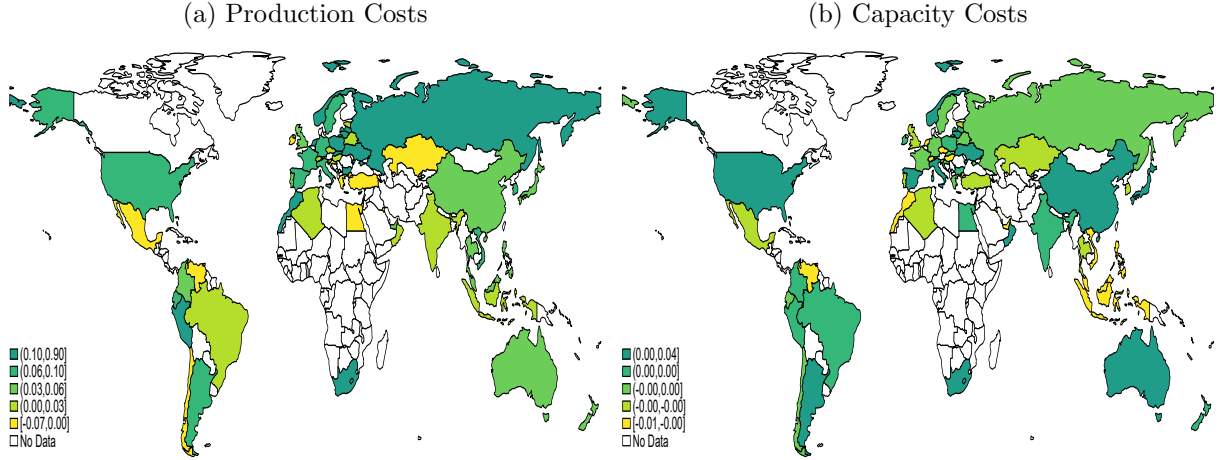 (a) Production Costs
(0.10,0.90]
(0.06,0.10]
(0.03,0.06]
(0.00,0.03]
[-0.07,0.00]
No Data
(b) Capacity Costs
(0.00,0.04]
(0.00,0.00]
(-0.00,0.00]
(-0.00,-0.00]
[-0.01,-0.00]
No Data